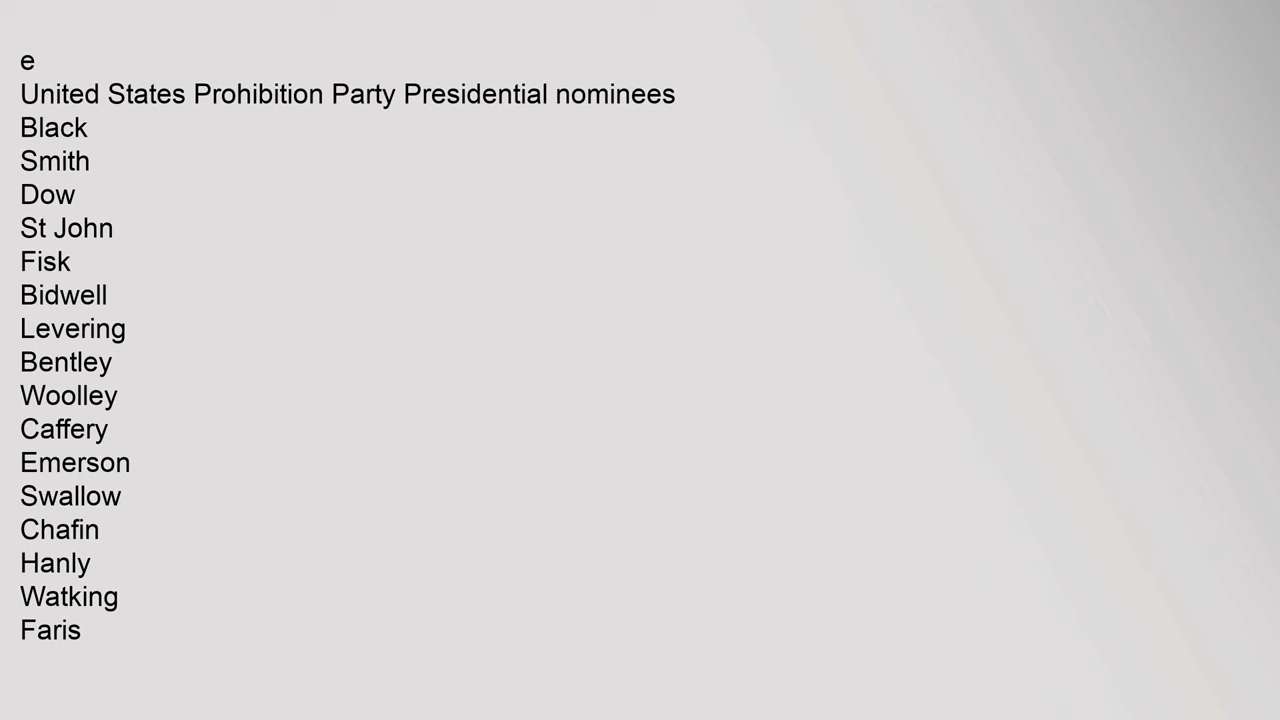 e
United States Prohibition Party Presidential nominees
Black
Smith
Dow
St John
Fisk
Bidwell
Levering
Bentley
Woolley
Caffery
Emerson
Swallow
Chafin
Hanly
Watking
Faris